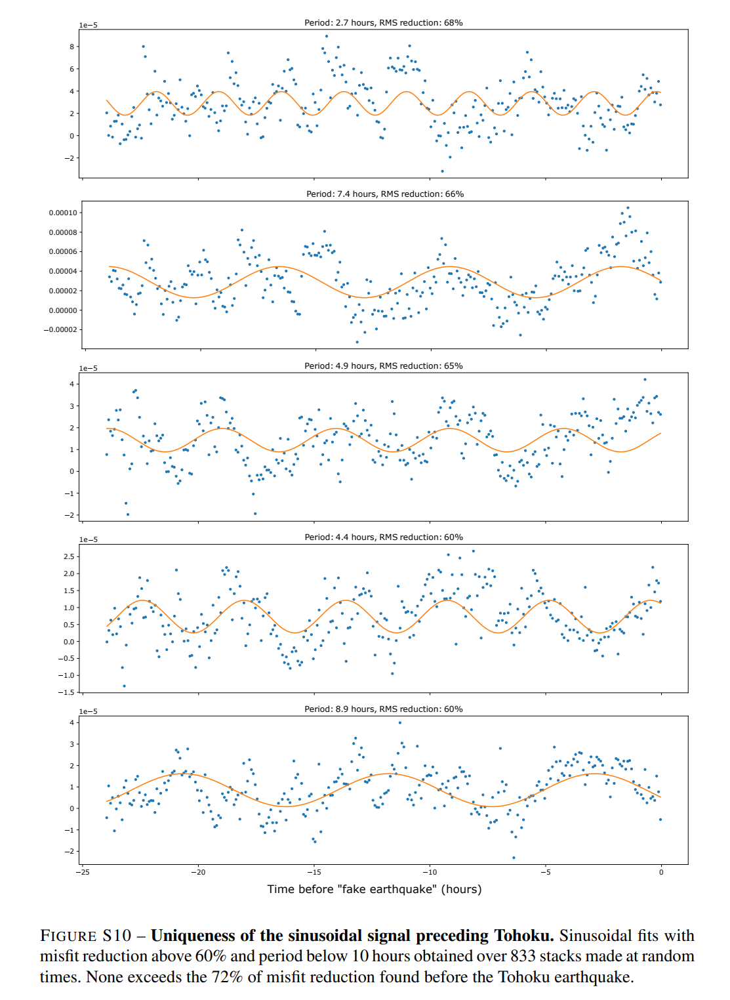 Period: 2.7 hours, RMS reduction: 68%
1e−5
8
6
4
2
0
−2
Period: 7.4 hours, RMS reduction: 66%
0.00010
0.00008
0.00006
0.00004
0.00002
0.00000
−0.00002
Period: 4.9 hours, RMS reduction: 65%
1e−5
4
3
2
1
0
−1
−2
Period: 4.4 hours, RMS reduction: 60%
1e−5
2.5
2.0
1.5
1.0
0.5
0.0
−0.5
−1.0
−1.5
Period: 8.9 hours, RMS reduction: 60%
1e−5
4
3
2
1
0
−1
−2
−25 −20 −15 −10 −5 0
Time before "fake earthquake" (hours)
FIGURE S10 – Uniqueness of the sinusoidal signal preceding Tohoku. Sinusoidal fits with
misfit reduction above 60% and period below 10 hours obtained over 833 stacks made at random
times. None exceeds the 72% of misfit reduction found before the Tohoku earthquake.